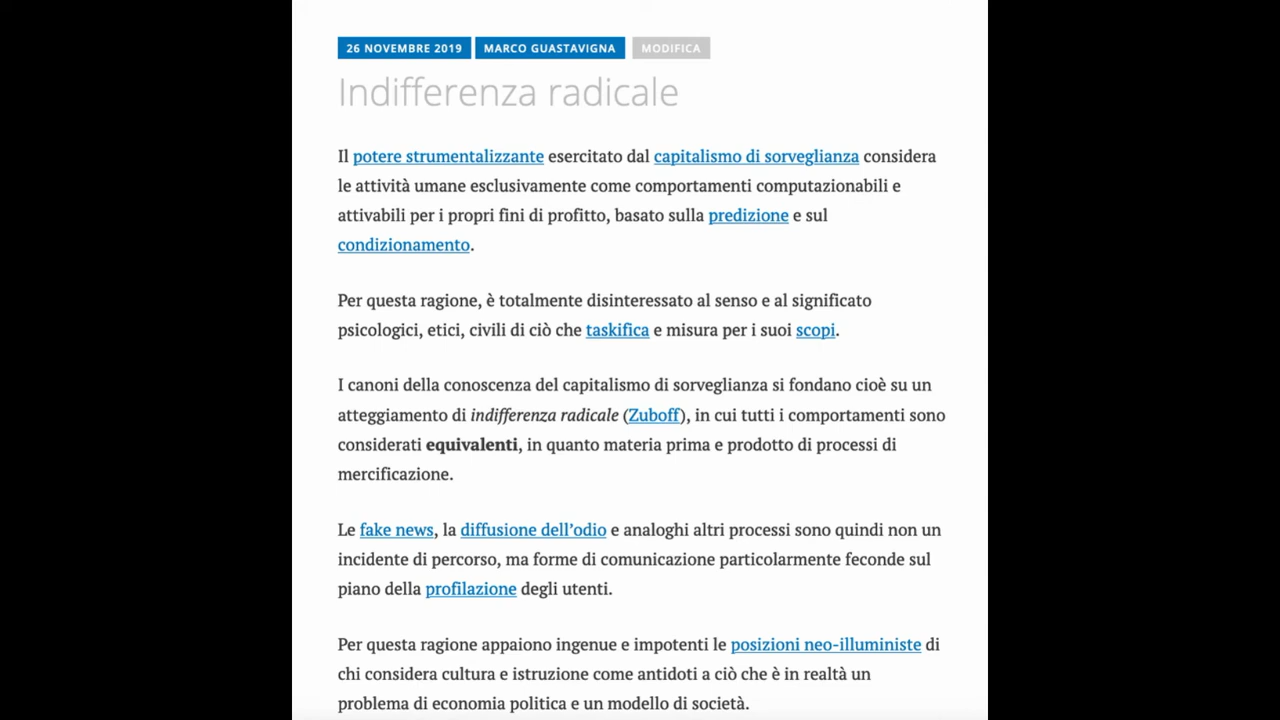 26 NOVEMBRE 2019 MARCO GUASTAVIGNA MODIFICA
Indifferenza radicale
Il potere strumentalizzante esercitato dal capitalismo di sorveglianza considera
le attività umane esclusivamente come comportamenti computazionabili e
attivabili per i propri fini di profitto, basato sulla predizione e sul
condizionamento.
Per questa ragione, è totalmente disinteressato al senso e al significato
psicologici, etici, civili di ciò che taskifica e misura per i suoi scopi.
I canoni della conoscenza del capitalismo di sorveglianza si fondano cioè su un
atteggiamento di indifferenza radicale (Zuboff), in cui tutti i comportamenti sono
considerati equivalenti, in quanto materia prima e prodotto di processi di
mercificazione.
Le fake news, la diffusione dell’odio e analoghi altri processi sono quindi non un
incidente di percorso, ma forme di comunicazione particolarmente feconde sul
piano della profilazione degli utenti.
Per questa ragione appaiono ingenue e impotenti le posizioni neo-illuministe di
chi considera cultura e istruzione come antidoti a ciò che è in realtà un
problema di economia politica e un modello di società.